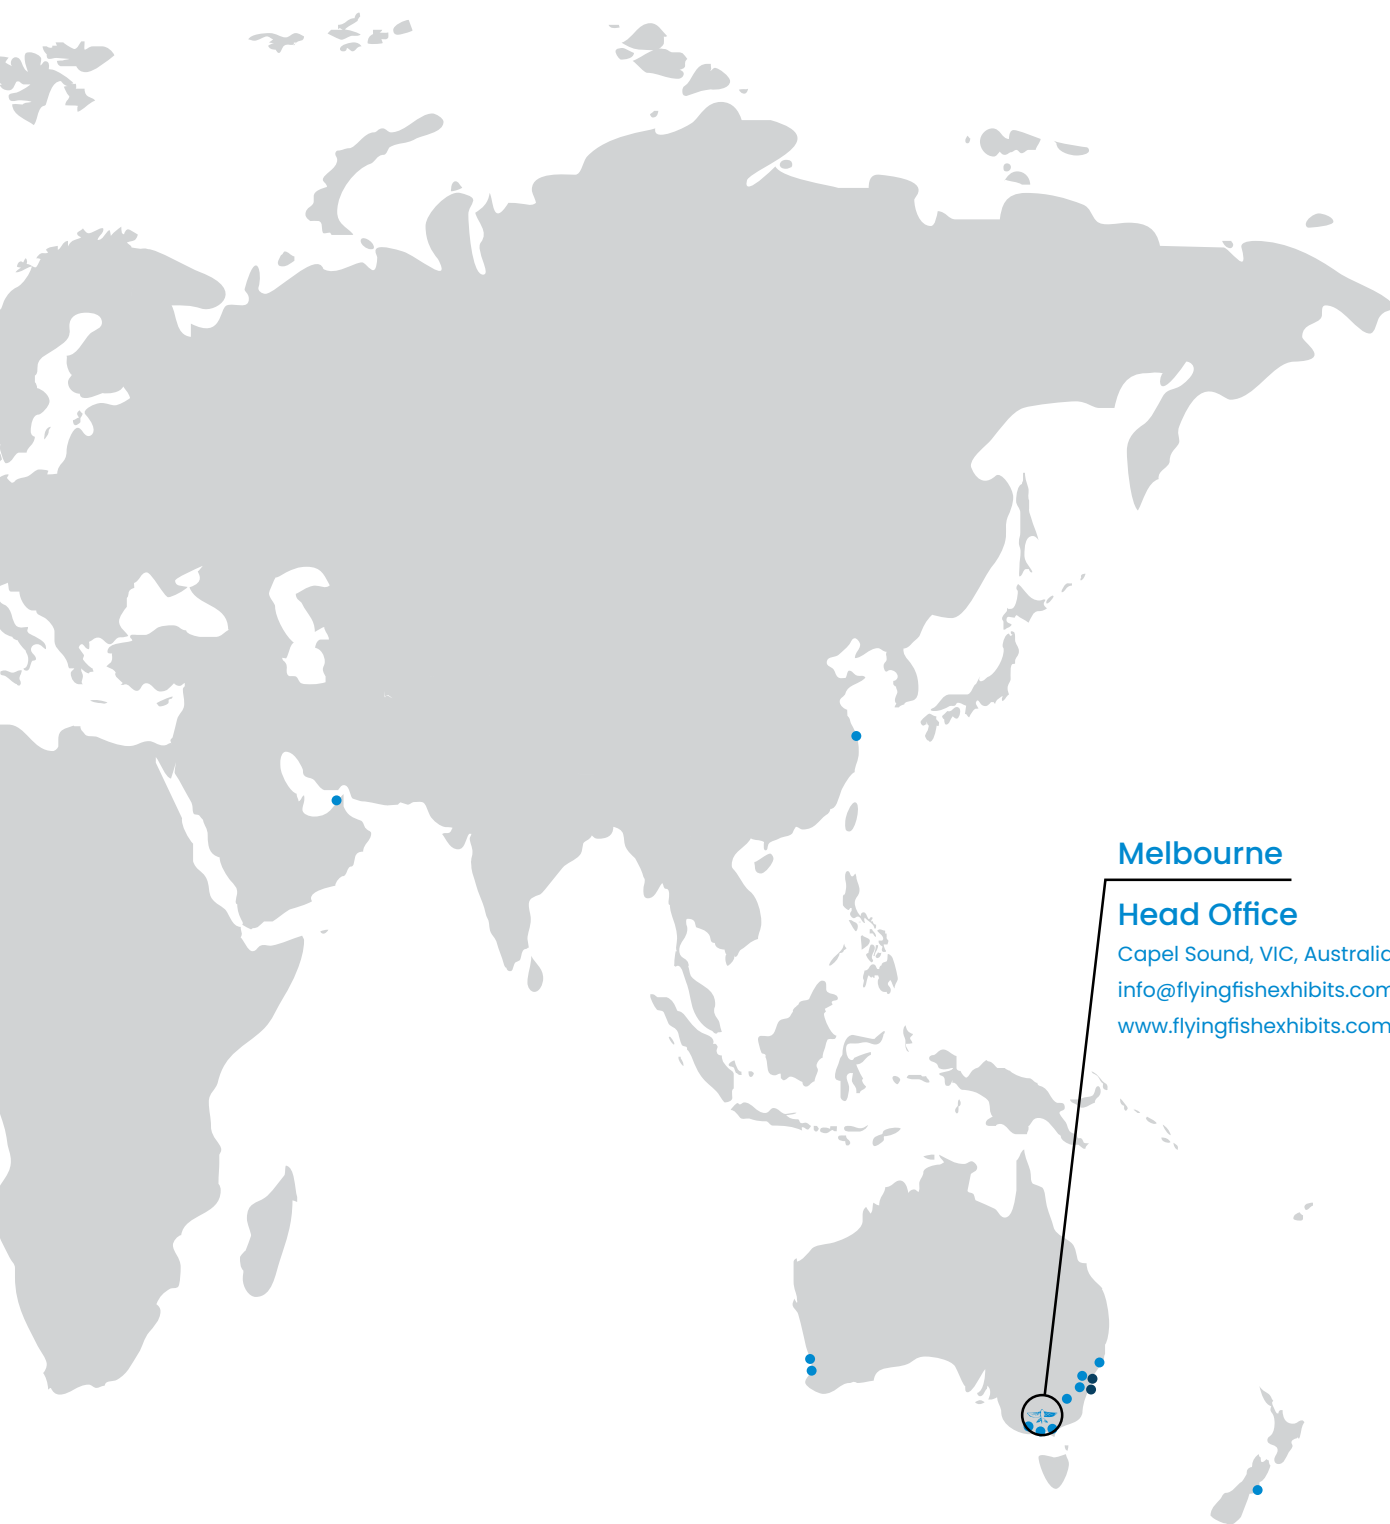 Melbourne
Head Office
Capel Sound, VIC, Australia
info@flyingfishexhibits.com
www.flyingfishexhibits.com